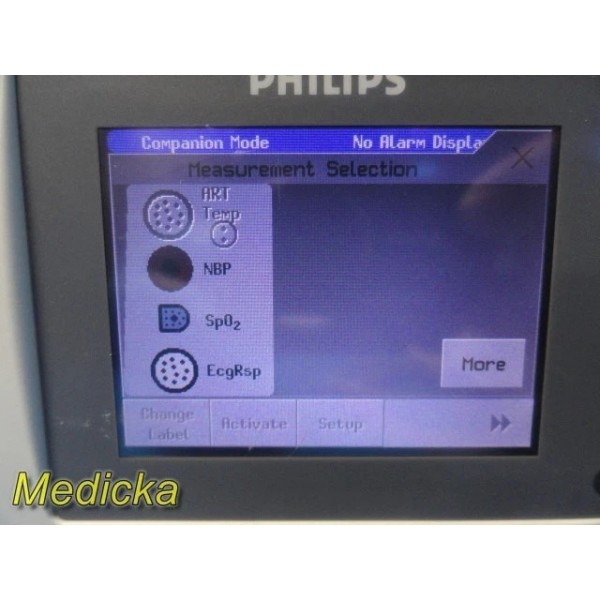 PHILIPS
Companion Mode No Alarm Displa
Measurement Selection
ART
Temp
NBP
SpO₂
EcgRsp
More
Change
Label
Activate
Setup
Medicka